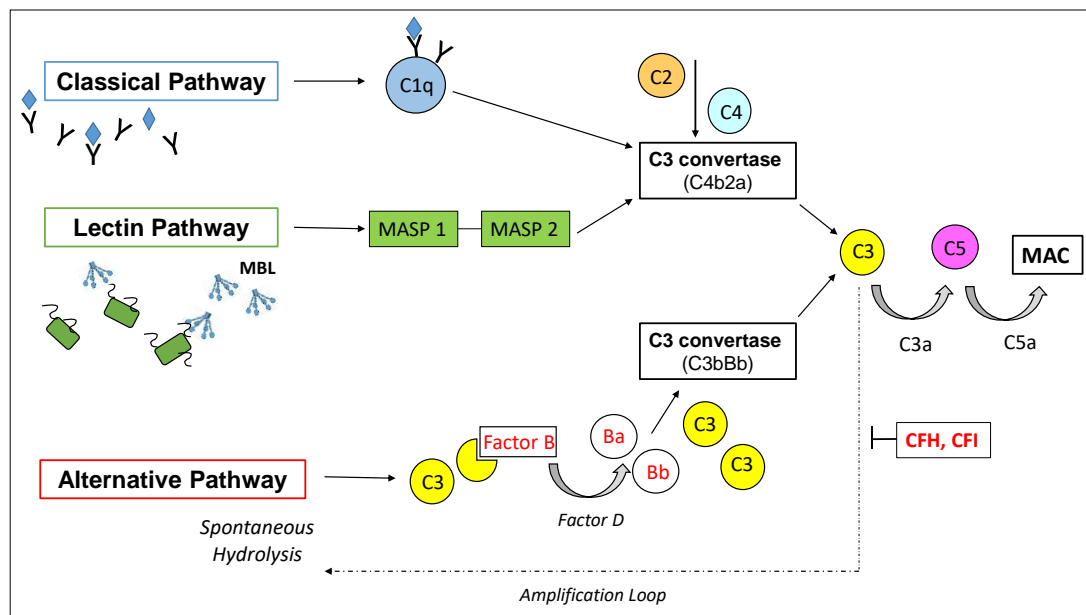 Classical Pathway
C1q
C2
C4
C3 convertase
(C4b2a)
Lectin Pathway
MASP 1
MASP 2
MBL
C3
C5
MAC
C3a
C5a
C3 convertase
(C3bBb)
Alternative Pathway
C3
Factor B
Ba
Bb
C3
C3
CFH, CFI
Factor D
Spontaneous
Hydrolysis
Amplification Loop